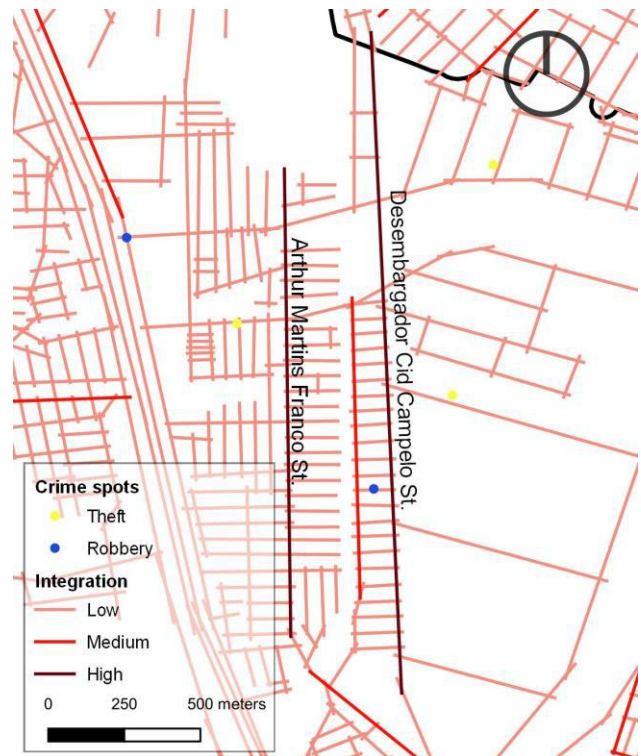 Arthur Martins Franco St.
Desembargador Cid Campelo St.
Crime spots
Theft
Robbery
Integration
Low
Medium
High
0 250 500 meters